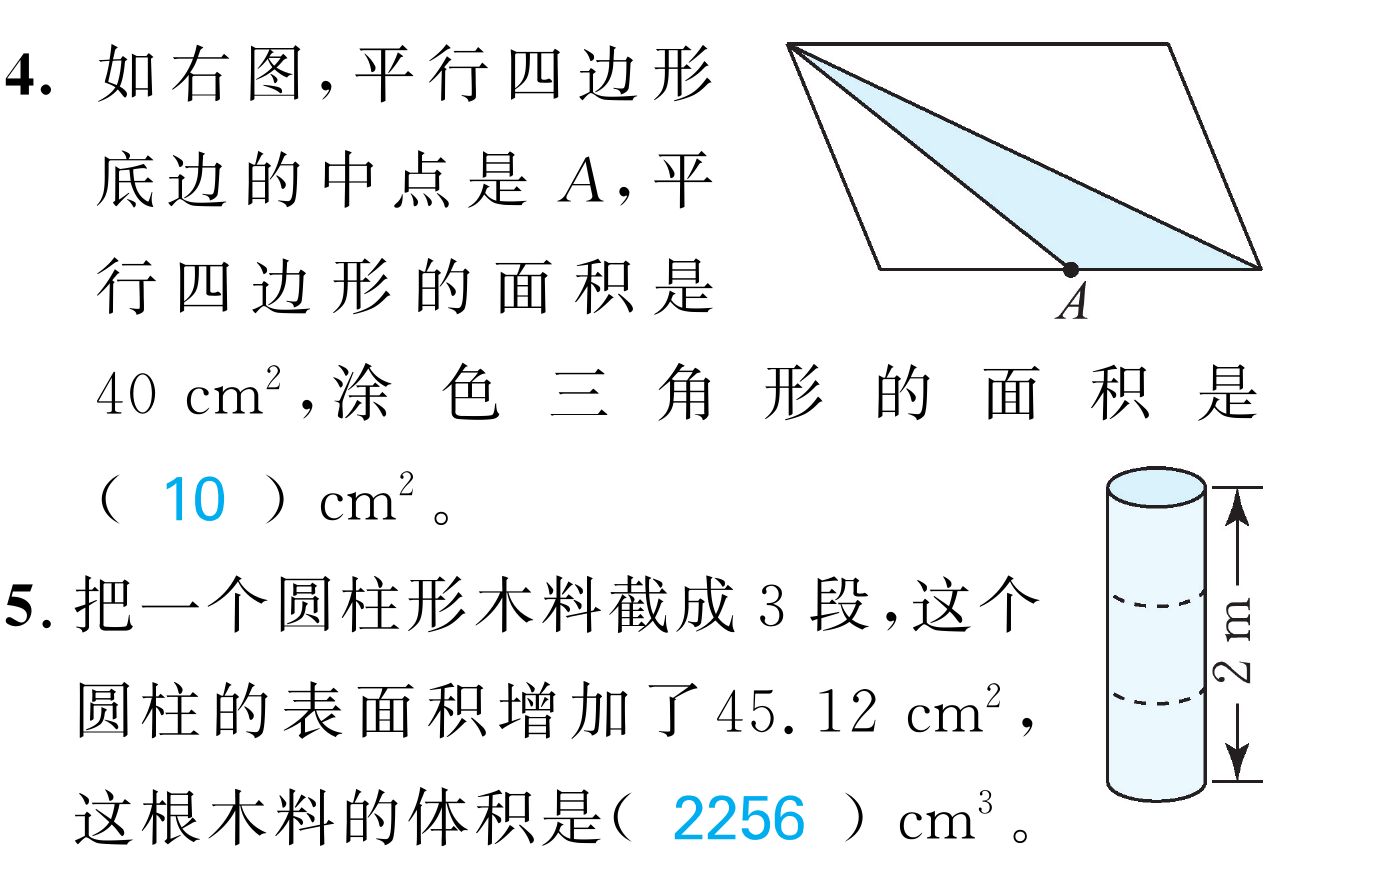 4. 如右图,平行四边形
底边的中点是 A,平
行四边形的面积是
40 cm²,涂色三角形的面积是
( 10 ) cm²。
A
5. 把一个圆柱形木料截成 3 段,这个
圆柱的表面积增加了45.12 cm²,
这根木料的体积是( 2256 ) cm³。
2 m